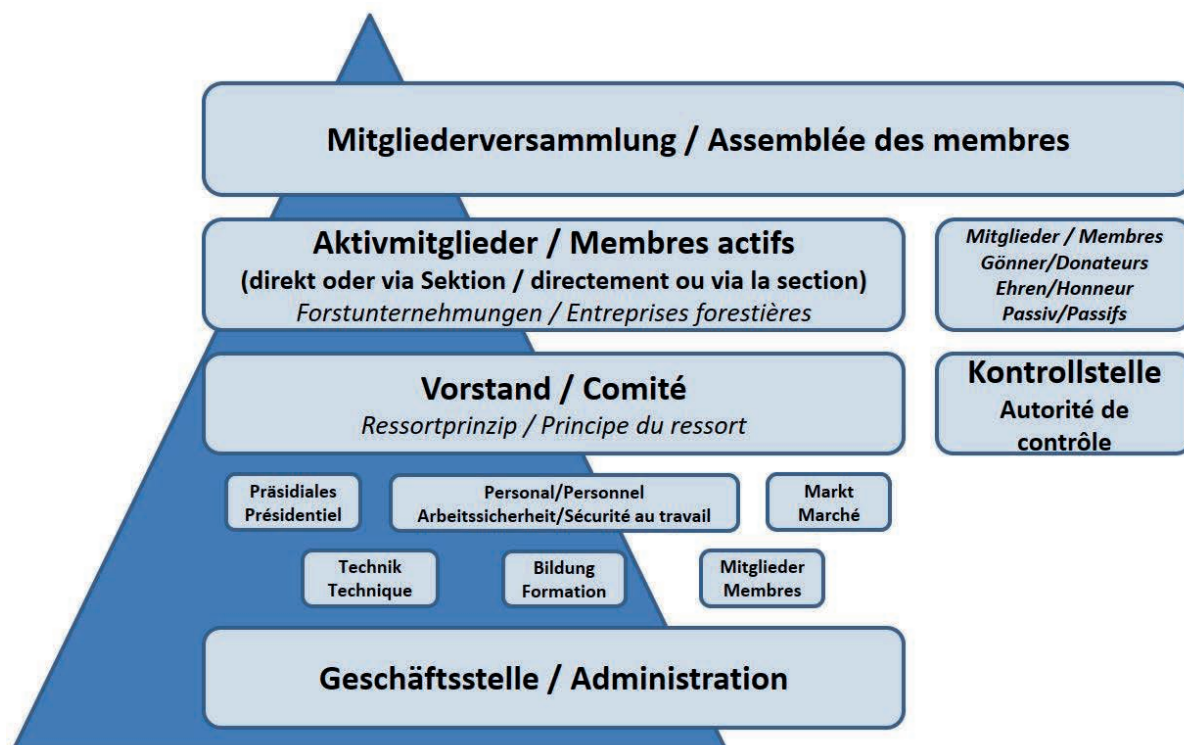 Mitgliederversammlung / Assemblée des membres
Aktivmitglieder / Membres actifs
(direkt oder via Sektion / directement ou via la section)
Forstunternehmungen / Entreprises forestières
Mitglieder / Membres
Gönner/Donateurs
Ehren/Honneur
Passiv/Passifs
Vorstand / Comité
Ressortprinzip / Principe du ressort
Kontrollstelle
Autorité de
contrôle
Präsidiales
Présidentiel
Personal/Personnel
Arbeitssicherheit/Sécurité au travail
Markt
Marché
Technik
Technique
Bildung
Formation
Mitglieder
Membres
Geschäftsstelle / Administration